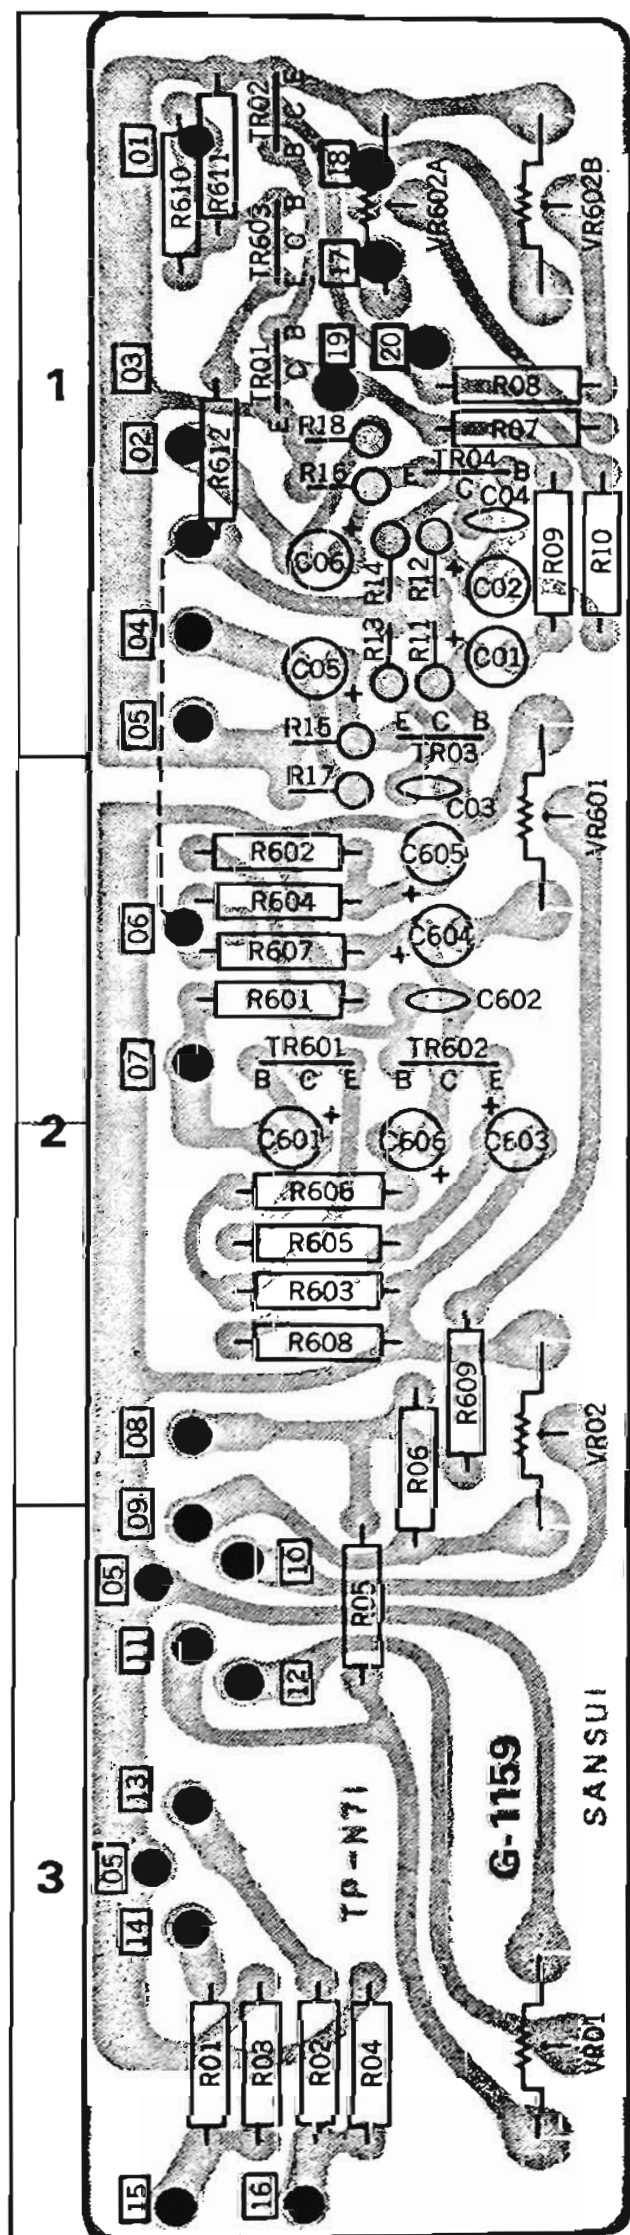 TR02
E
C
B
01
R610
R611
18
VR602A
VR602B
TR603
B
C
E
17
03
TR01
B
C
E
19
20
1
R08
R07
R18
02
R612
R16
TR04
E
C
B
C04
C06
R14
R12
+
C02
R09
R10
04
R13
R11
+
C01
C05
+
05
R15
E C B
TR03
R17
C03
VR601
R602
C605
R604
+
06
C604
R607
+
R601
C602
07
TR601
TR602
B C E
B C E
+
+
2
C601
C606
C603
+
R606
R605
R603
R608
R609
08
R06
VR02
09
10
05
R05
11
12
SANSUI
G-1159
TP-N71
13
05
3
14
R01
R03
R02
R04
VR01
15
16